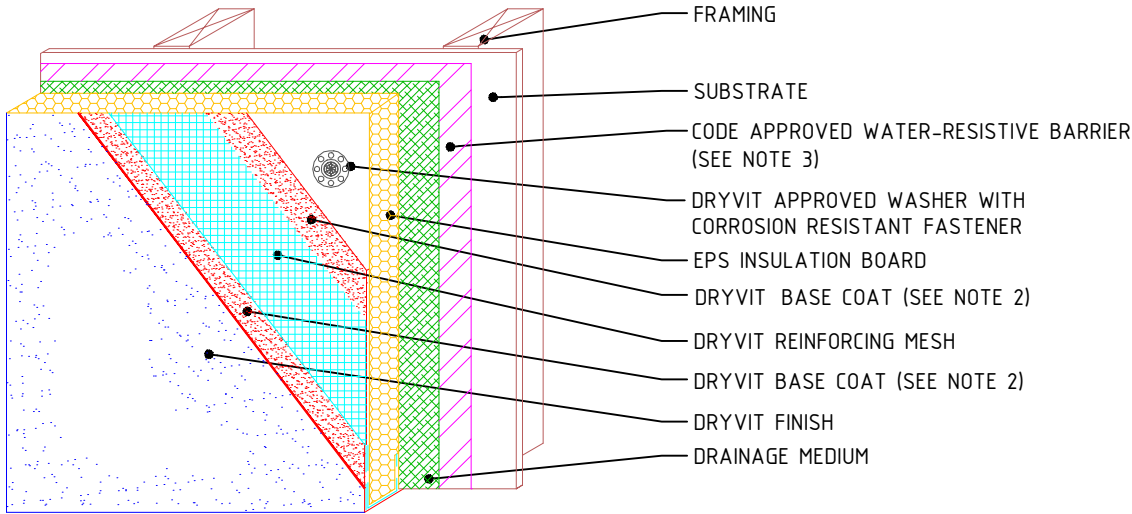 FRAMING
SUBSTRATE
CODE APPROVED WATER-RESISTIVE BARRIER
(SEE NOTE 3)
DRYVIT APPROVED WASHER WITH
CORROSION RESISTANT FASTENER
EPS INSULATION BOARD
DRYVIT BASE COAT (SEE NOTE 2)
DRYVIT REINFORCING MESH
DRYVIT BASE COAT (SEE NOTE 2)
DRYVIT FINISH
DRAINAGE MEDIUM